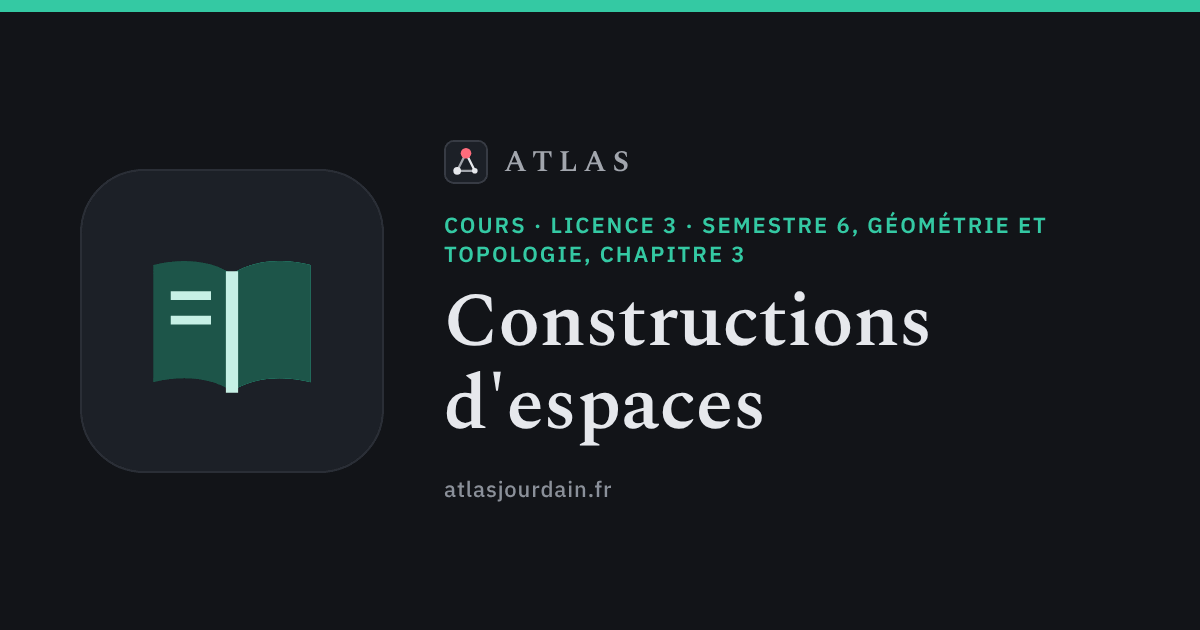 ATLAS
COURS · LICENCE 3 · SEMESTRE 6, GÉOMÉTRIE ET
TOPOLOGIE, CHAPITRE 3
Constructions
d'espaces
atlasjourdain.fr